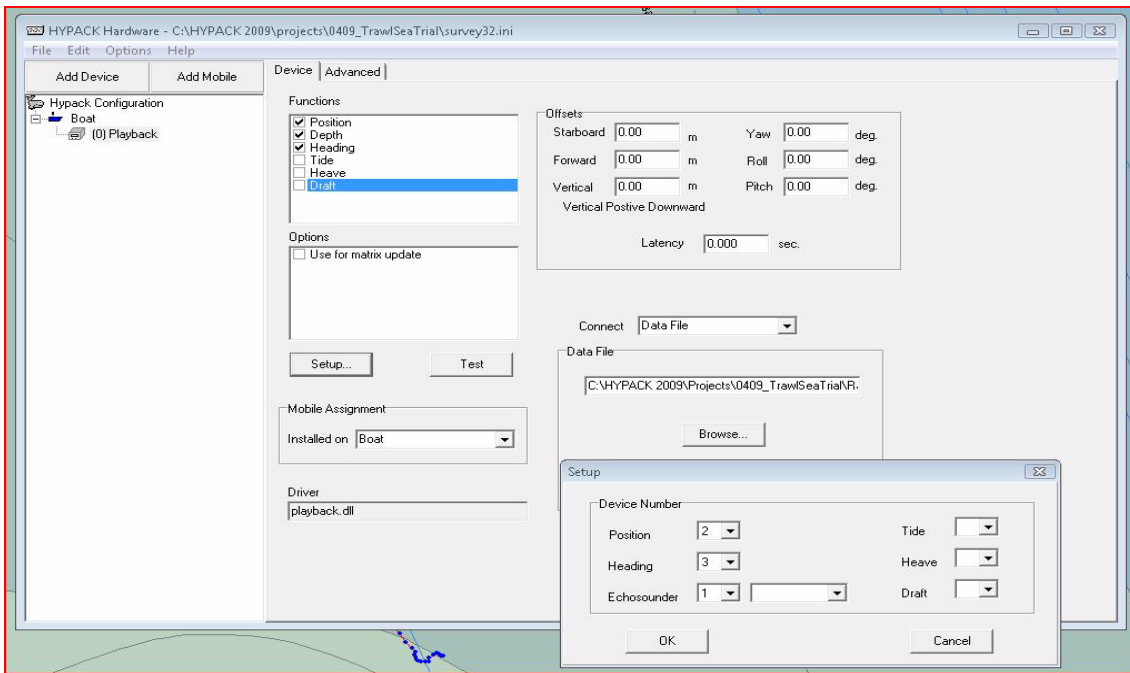 HYPACK Hardware - C:\HYPACK 2009\projects\0409_TrawlSeaTrial\survey32.ini
File Edit Options Help
Add Device Add Mobile
Device Advanced
Hypack Configuration
Boat
(0) Playback
Functions
Position
Depth
Heading
Tide
Heave
Draft
Options
Use for matrix update
Setup... Test
Mobile Assignment
Installed on Boat
Driver
playback.dll
Offsets
Starboard 0.00 m Yaw 0.00 deg.
Forward 0.00 m Roll 0.00 deg.
Vertical 0.00 m Pitch 0.00 deg.
Vertical Postive Downward
Latency 0.000 sec.
Connect Data File
Data File
C:\HYPACK 2009\Projects\0409_TrawlSeaTrial\
Browse...
Setup
Device Number
Position 2 Tide
Heading 3 Heave
Echosounder 1 Draft
OK Cancel